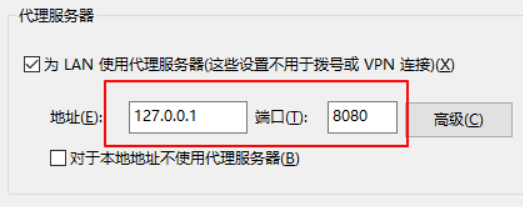 代理服务器
为 LAN 使用代理服务器(这些设置不用于拨号或 VPN 连接)(X)
地址(E): 127.0.0.1 端口(T): 8080 高级(C)
对于本地地址不使用代理服务器(B)